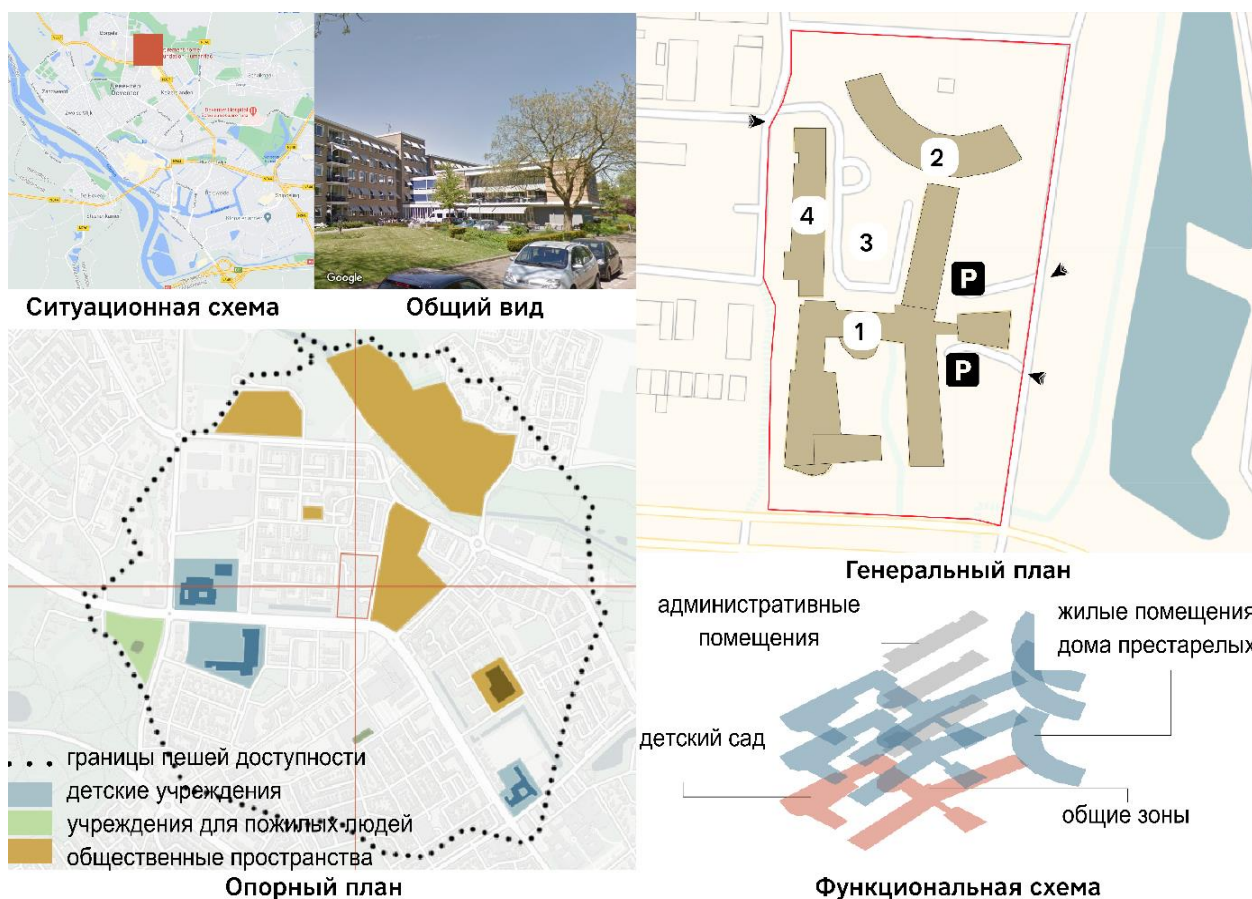 Google
Ситуационная схема
Общий вид
2
4
3
P
1
P
Генеральный план
границы пешей доступности
детские учреждения
учреждения для пожилых людей
общественные пространства
Опорный план
административные
помещения
жилые помещения
дома престарелых
детский сад
общие зоны
Функциональная схема